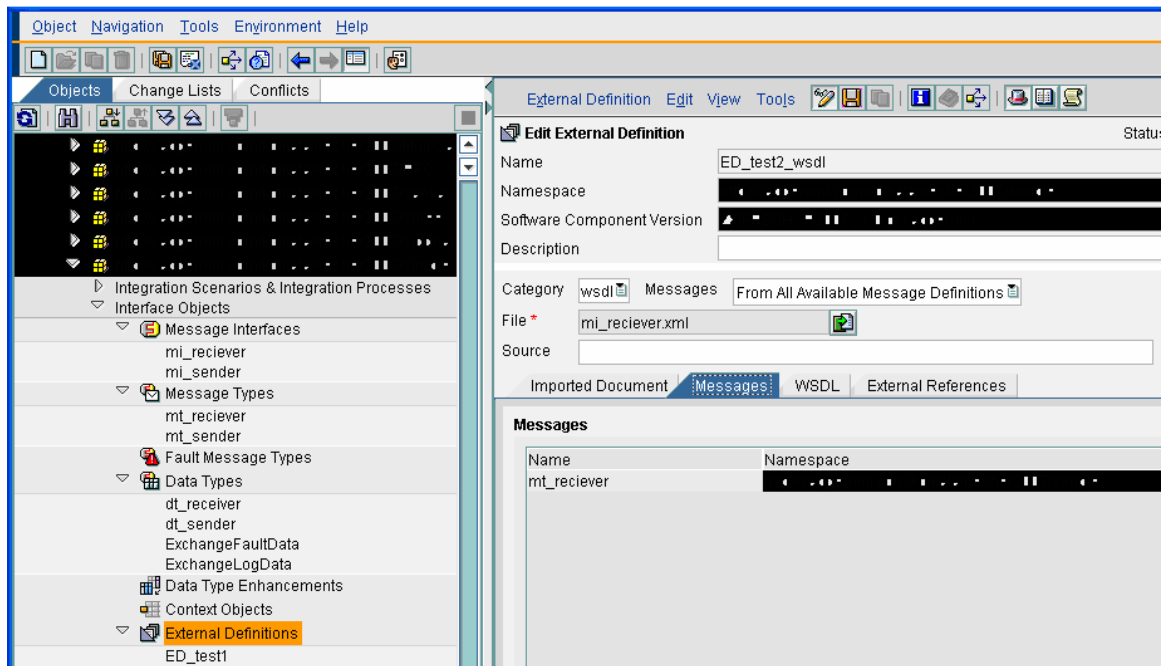 Object Navigation Tools Environment Help
Objects Change Lists Conflicts
External Definition Edit View Tools
Edit External Definition
Status
Name ED_test2_wsdl
Namespace
Software Component Version
Description
Integration Scenarios & Integration Processes
Interface Objects
Message Interfaces
mi_reciever
mi_sender
Message Types
mt_reciever
mt_sender
Fault Message Types
Data Types
dt_receiver
dt_sender
ExchangeFaultData
ExchangeLogData
Data Type Enhancements
Context Objects
External Definitions
ED_test1
Category wsdl Messages From All Available Message Definitions
File * mi_reciever.xml
Source
Imported Document Messages WSDL External References
Messages
Name Namespace
mt_reciever